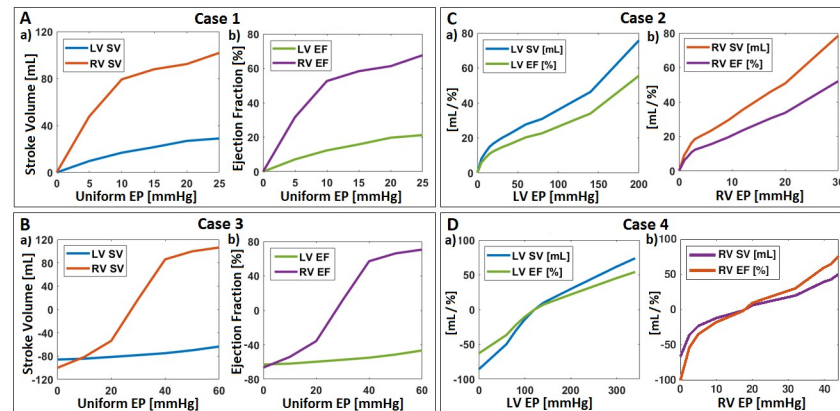 A
Case 1
a)
LV SV
RV SV
Stroke Volume [mL]
120
80
40
0
0 5 10 15 20 25
Uniform EP [mmHg]
b)
LV EF
RV EF
Ejection Fraction [%]
80
60
40
20
0
0 5 10 15 20 25
Uniform EP [mmHg]
C
Case 2
a)
LV SV [mL]
LV EF [%]
[mL / %]
80
60
40
20
0
0 50 100 150 200
LV EP [mmHg]
b)
RV SV [mL]
RV EF [%]
[mL / %]
80
60
40
20
0
0 10 20 30
RV EP [mmHg]
B
Case 3
a)
LV SV
RV SV
Stroke Volume [mL]
120
80
40
0
-40
-80
-120
0 20 40 60
Uniform EP [mmHg]
b)
LV EF
RV EF
Ejection Fraction [%]
80
40
0
-40
-80
0 20 40 60
Uniform EP [mmHg]
D
Case 4
a)
LV SV [mL]
LV EF [%]
[mL / %]
100
50
0
-50
-100
0 100 200 300
LV EP [mmHg]
b)
RV SV [mL]
RV EF [%]
[mL / %]
100
50
0
-50
-100
0 10 20 30 40
RV EP [mmHg]